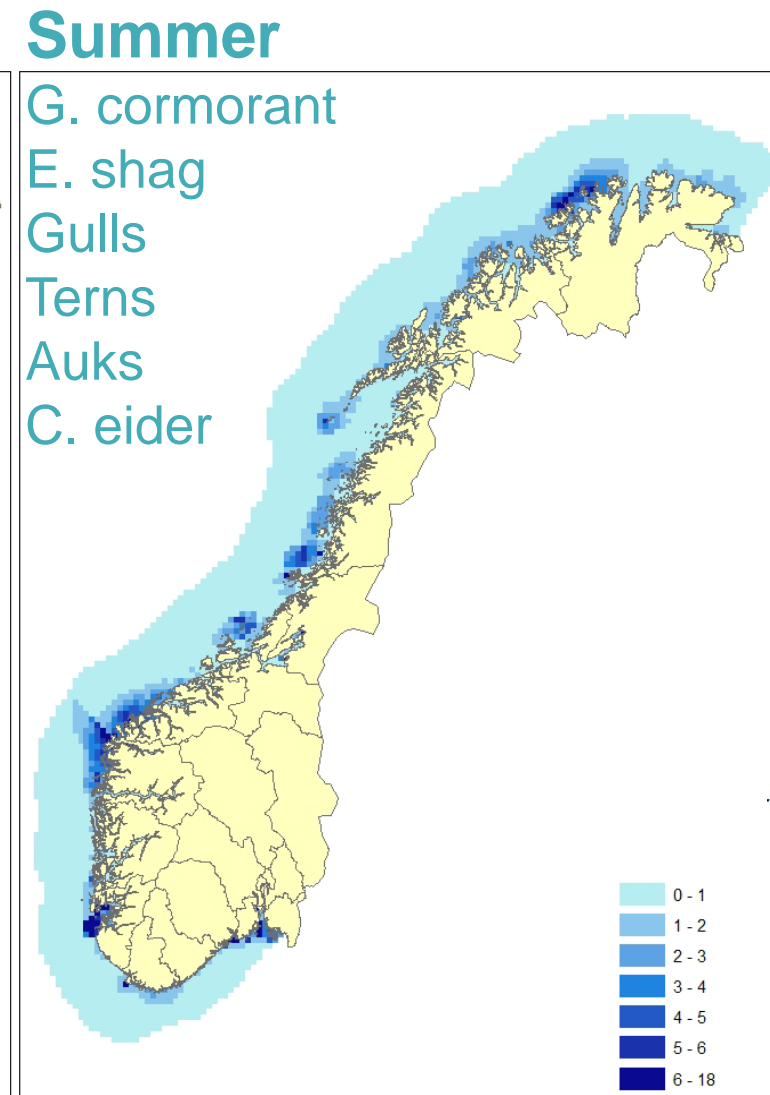 Summer
G. cormorant
E. shag
Gulls
Terns
Auks
C. eider
0 - 1
1 - 2
2 - 3
3 - 4
4 - 5
5 - 6
6 - 18